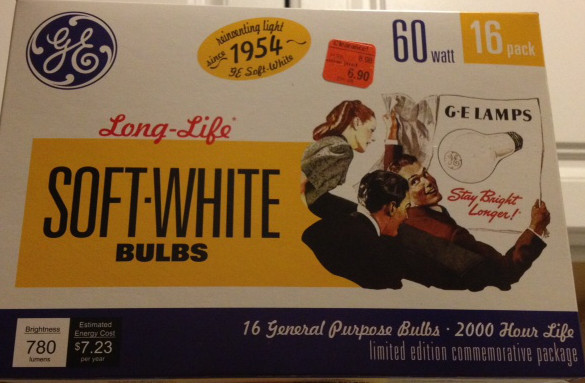 GE
reinventing light
since 1954
GE Soft-White
Clearance
6.90
60 watt
16 pack
Long-Life
SOFT-WHITE
BULBS
G·E LAMPS
GE
Stay Bright
Longer!
Brightness
780
lumens
Estimated
Energy Cost
$7.23
per year
16 General Purpose Bulbs · 2000 Hour Life
limited edition commemorative package